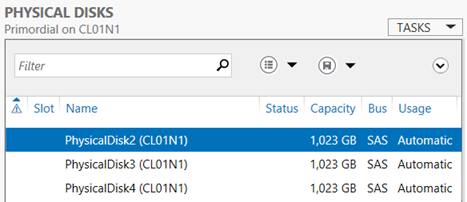 PHYSICAL DISKS
Primordial on CL01N1
TASKS
Filter
Slot Name Status Capacity Bus Usage
PhysicalDisk2 (CL01N1) 1,023 GB SAS Automatic
PhysicalDisk3 (CL01N1) 1,023 GB SAS Automatic
PhysicalDisk4 (CL01N1) 1,023 GB SAS Automatic